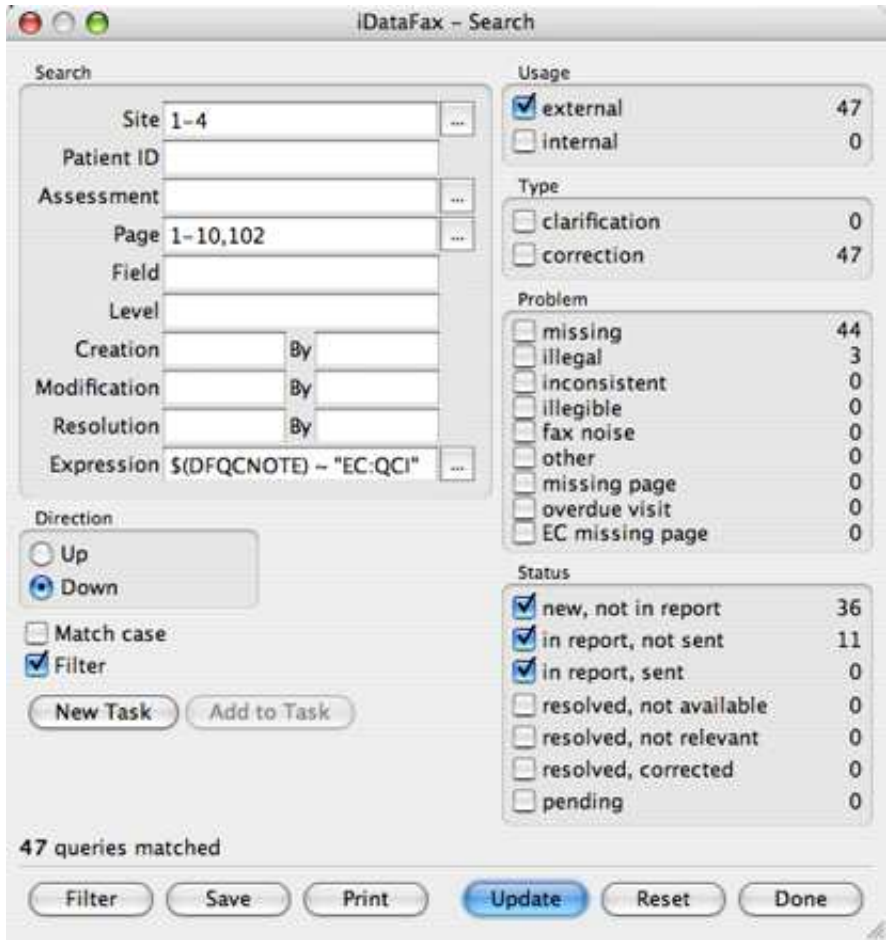 iDataFax – Search
Search
Site 1-4 ...
Patient ID
Assessment ...
Page 1-10,102 ...
Field
Level
Creation By
Modification By
Resolution By
Expression $(DFQCNOTE) ~ "EC:QCI" ...
Direction
Up
Down
Match case
Filter
New Task Add to Task
Usage
external 47
internal 0
Type
clarification 0
correction 47
Problem
missing 44
illegal 3
inconsistent 0
illegible 0
fax noise 0
other 0
missing page 0
overdue visit 0
EC missing page 0
Status
new, not in report 36
in report, not sent 11
in report, sent 0
resolved, not available 0
resolved, not relevant 0
resolved, corrected 0
pending 0
47 queries matched
Filter Save Print Update Reset Done